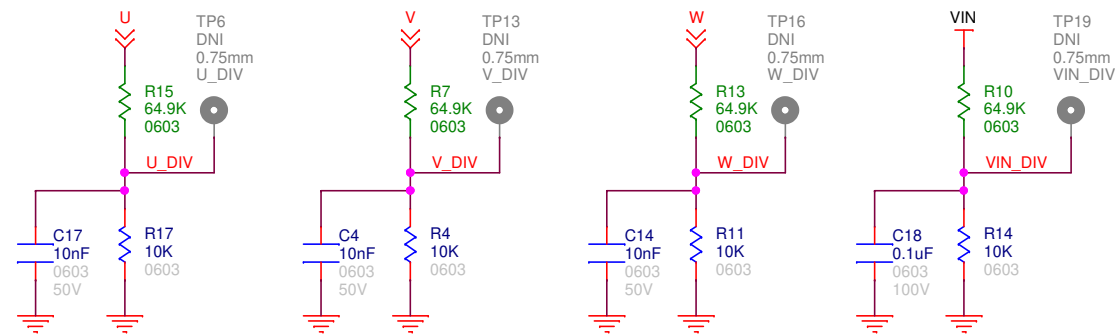 U
TP6
DNI
0.75mm
U_DIV
R15
64.9K
0603
U_DIV
C17
10nF
0603
50V
R17
10K
0603
V
TP13
DNI
0.75mm
V_DIV
R7
64.9K
0603
V_DIV
C4
10nF
0603
50V
R4
10K
0603
W
TP16
DNI
0.75mm
W_DIV
R13
64.9K
0603
W_DIV
C14
10nF
0603
50V
R11
10K
0603
VIN
TP19
DNI
0.75mm
VIN_DIV
R10
64.9K
0603
VIN_DIV
C18
0.1uF
0603
100V
R14
10K
0603